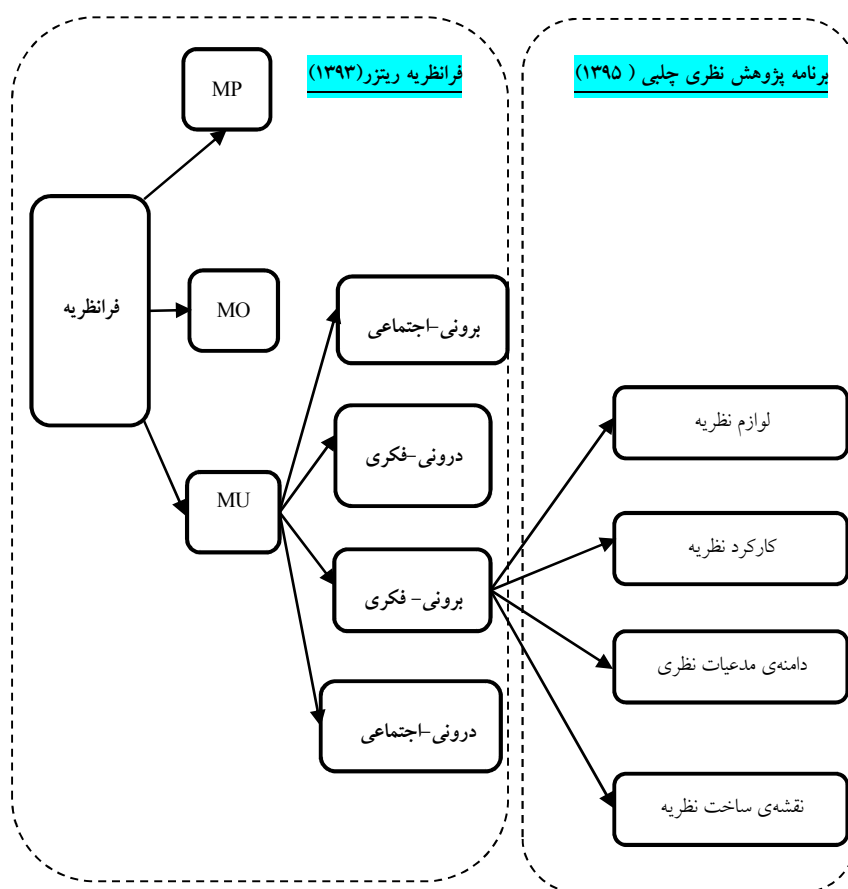 برنامه پژوهش نظری چلبی ( ۱۳۹۵)
فرانظریه ریتزر(۱۳۹۳)
MP
فرانظریه
MO
MU
برونی-اجتماعی
درونی-فکری
برونی- فکری
درونی-اجتماعی
لوازم نظریه
کارکرد نظریه
دامنه‌ی مدعیات نظری
نقشه‌ی ساخت نظریه